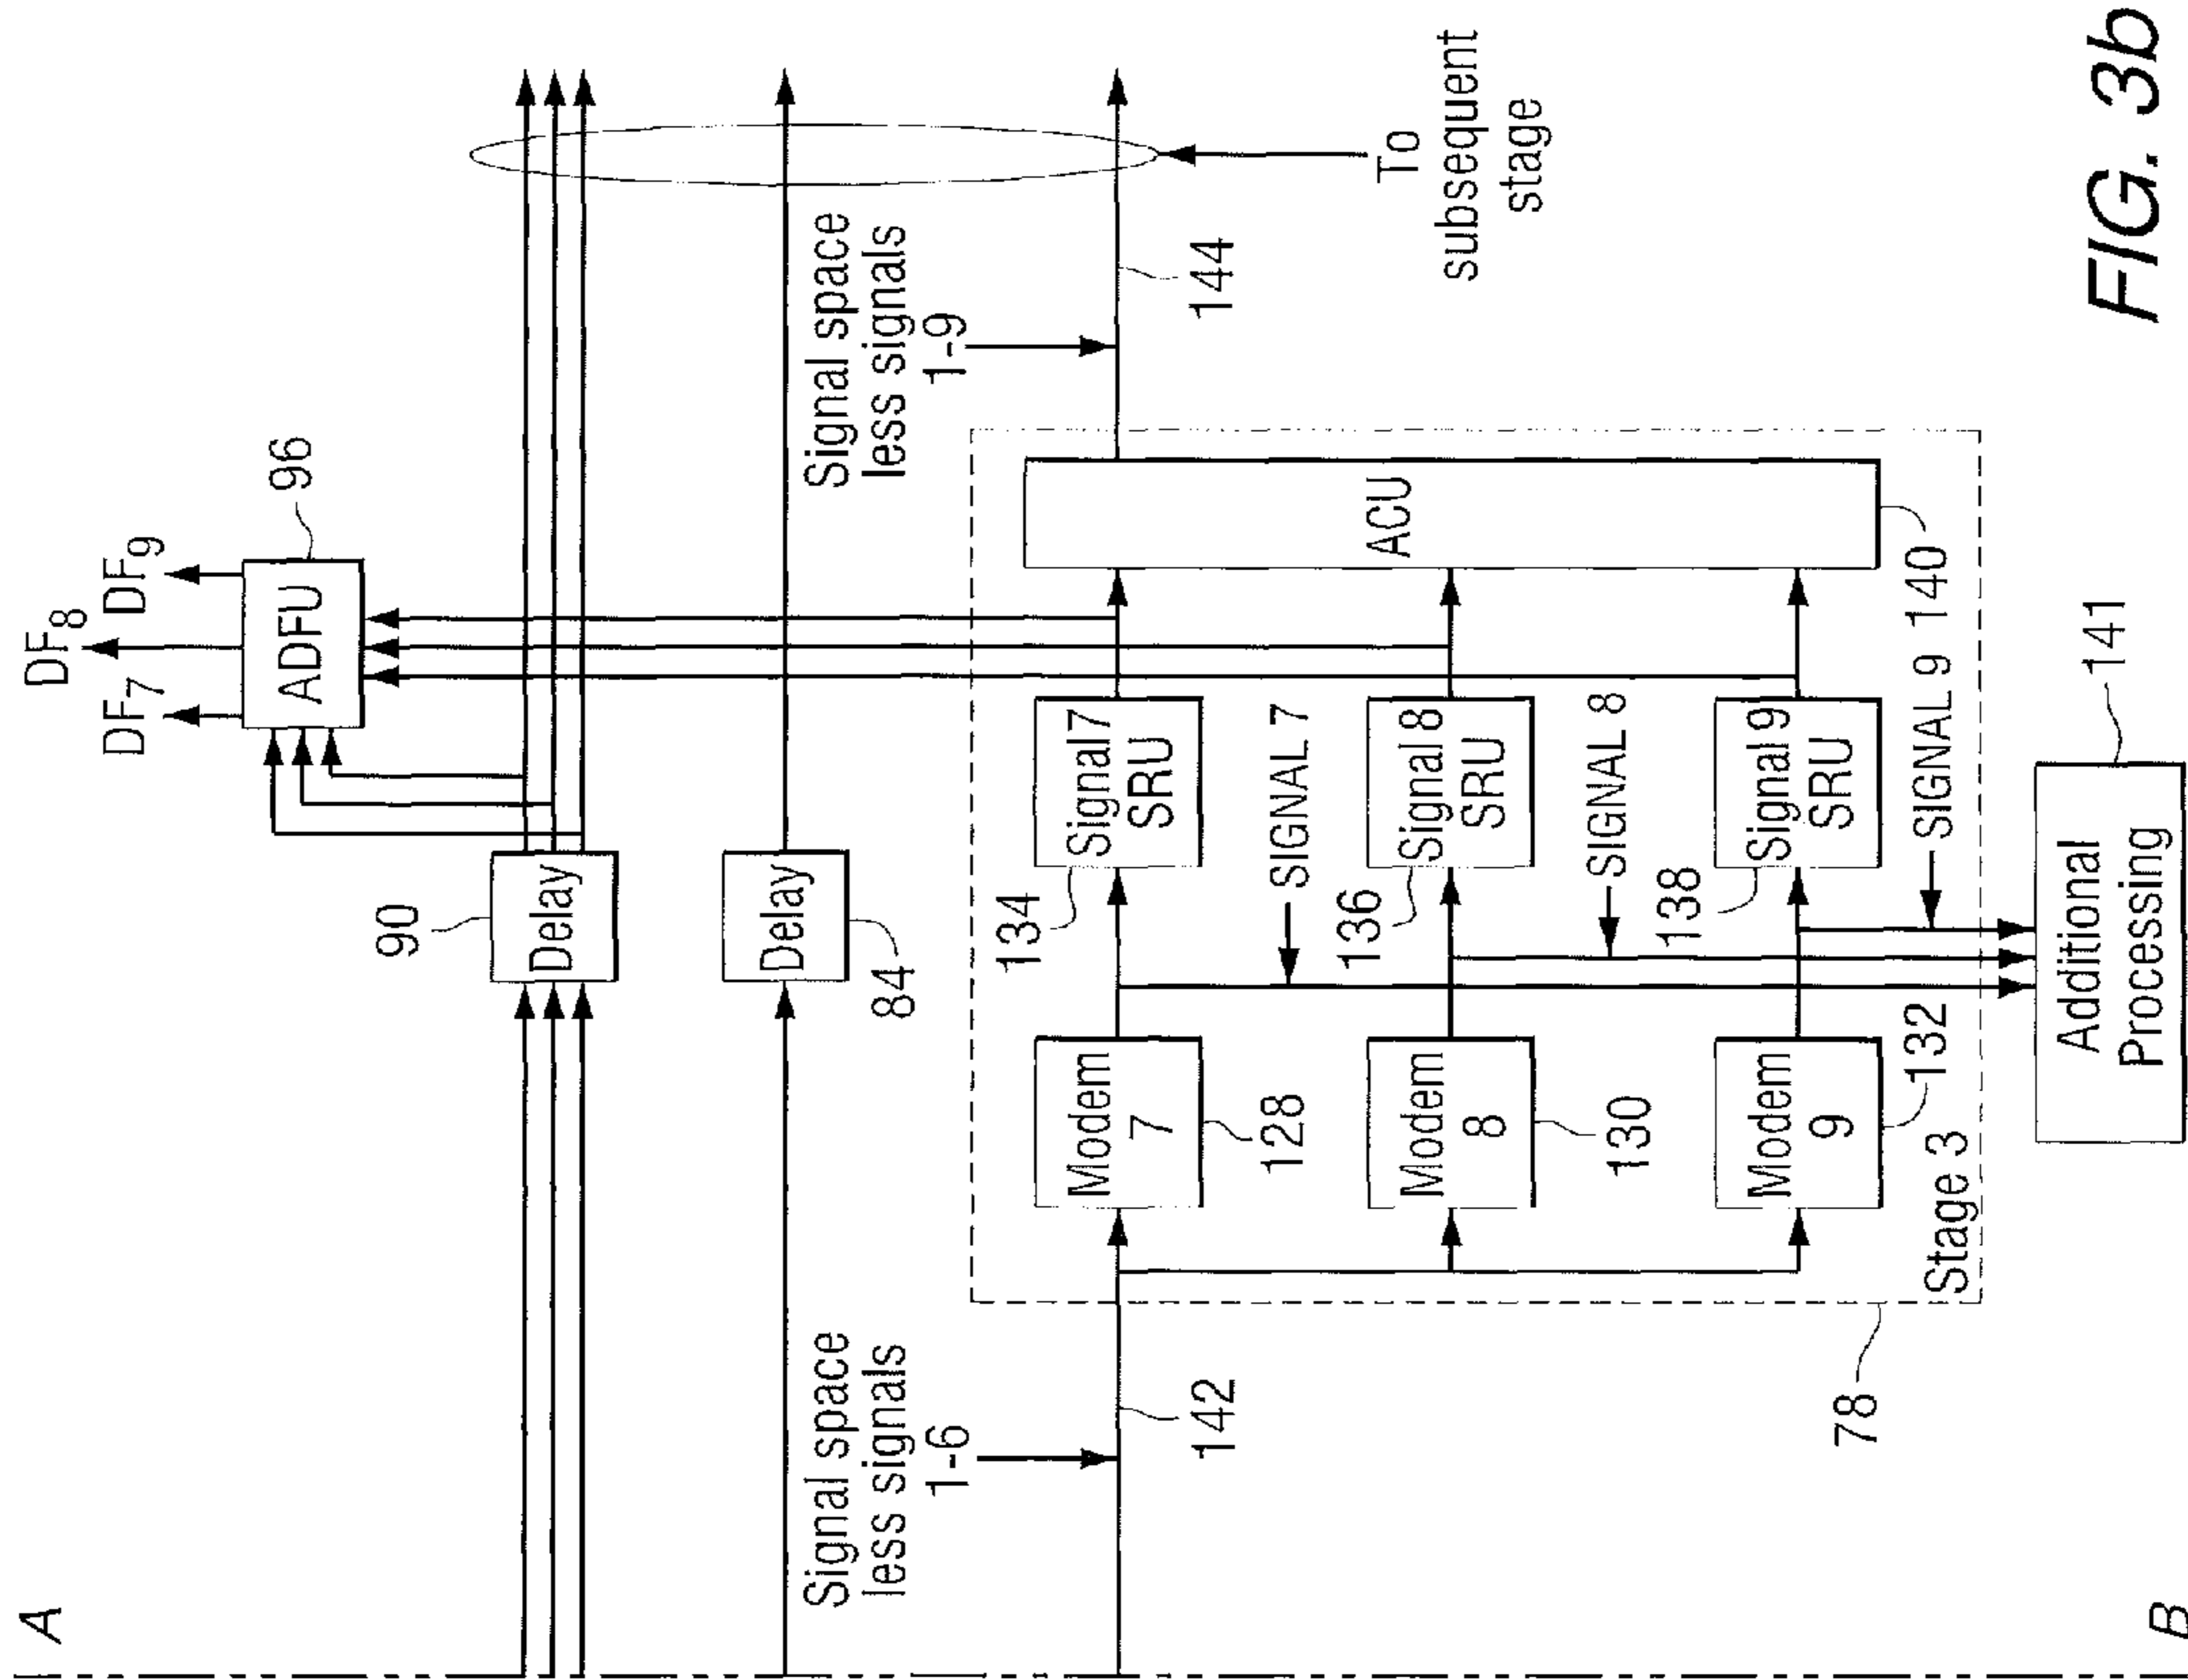 A
DF7
DF8
DF9
ADFU
96
90
Delay
Delay
84
Signal space
less signals
1-6
142
Signal space
less signals
1-9
144
To
subsequent
stage
Modem
7
128
134
Signal 7
SRU
SIGNAL 7
Modem
8
130
136
Signal 8
SRU
SIGNAL 8
Modem
9
132
138
Signal 9
SRU
SIGNAL 9
ACU
140
78
Stage 3
Additional
Processing
141
B
FIG. 3b